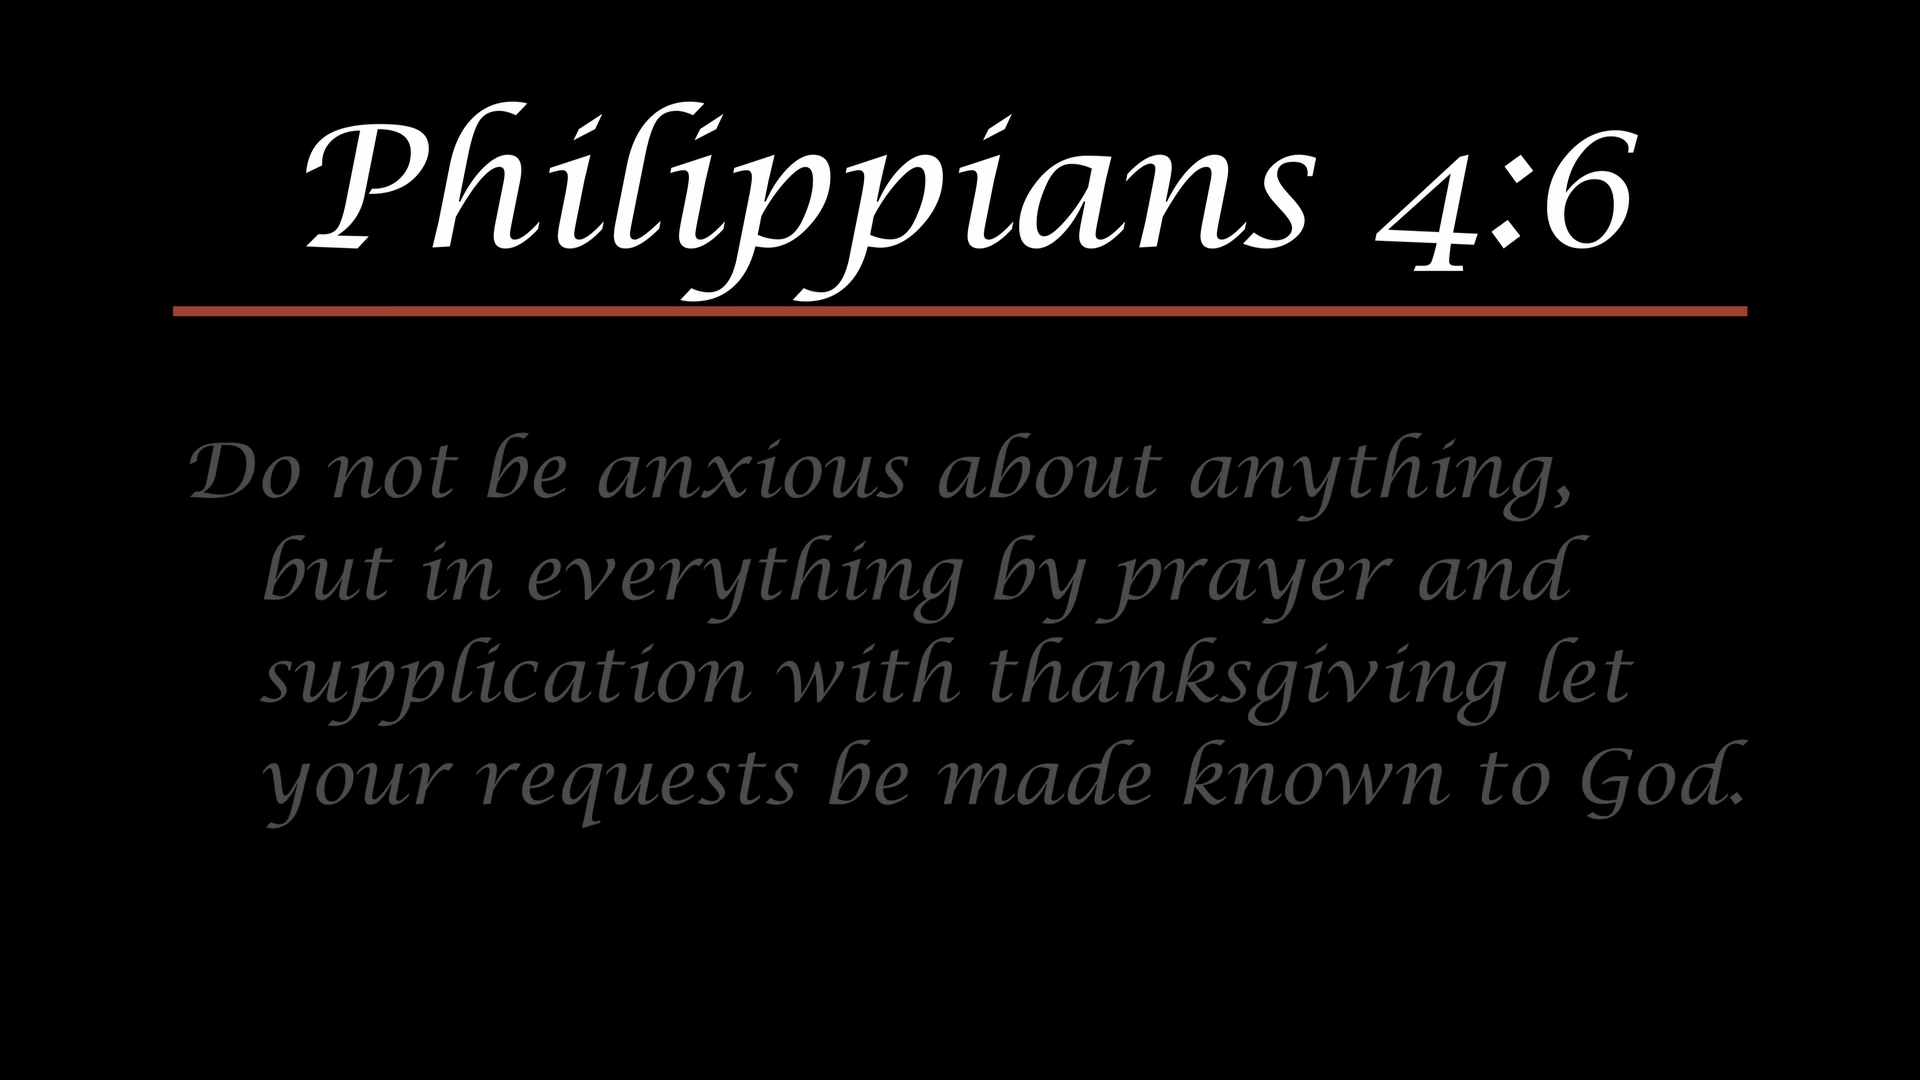 Philippians 4:6
Do not be anxious about anything,
but in everything by prayer and
supplication with thanksgiving let
your requests be made known to God.